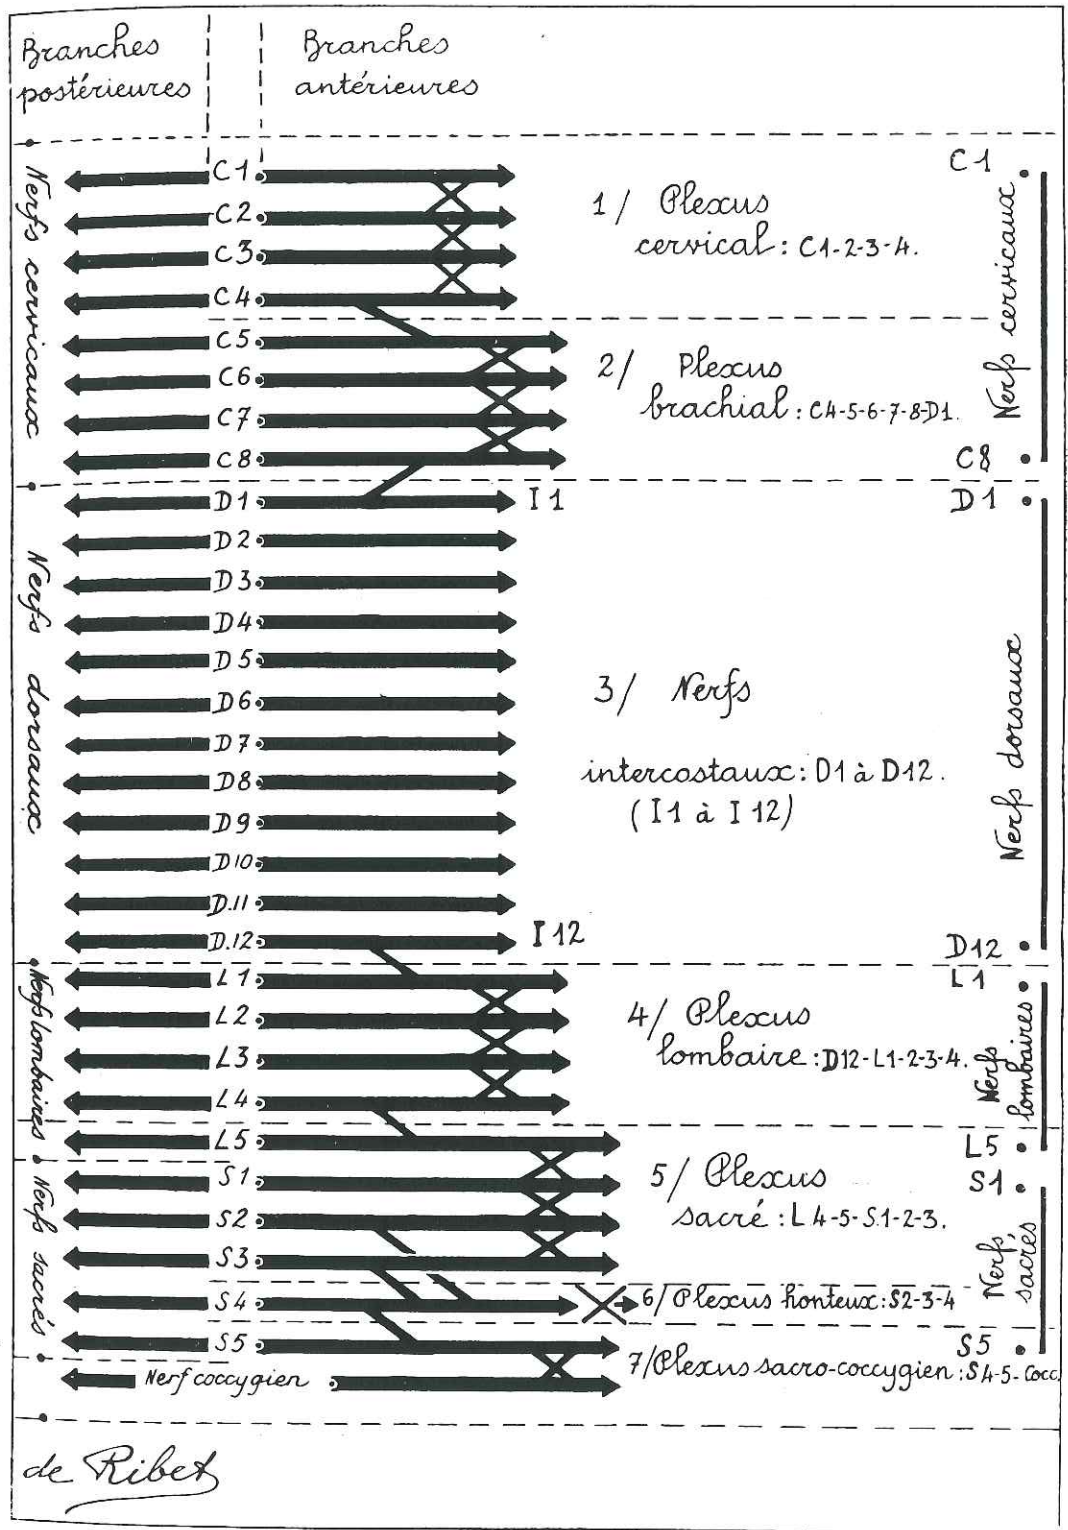 Branches
postérieures
Branches
antérieures
Nerfs cervicaux
C1
C2
C3
C4
C5
C6
C7
C8
1/ Plexus
cervical : C1-2-3-4.
2/ Plexus
brachial : C4-5-6-7-8-D1.
C1
Nerfs cervicaux
C8
Nerfs dorsaux
D1
D2
D3
D4
D5
D6
D7
D8
D9
D10
D.11
D.12
I1
3/ Nerfs
intercostaux : D1 à D12.
(I1 à I12)
I12
D1
Nerfs dorsaux
D12
Nerfs lombaires
L1
L2
L3
L4
L5
4/ Plexus
lombaire : D12-L1-2-3-4.
L1
Nerfs
lombaires
L5
Nerfs sacrés
S1
S2
S3
S4
S5
5/ Plexus
sacré : L4-5-S.1-2-3.
6/ Plexus honteux : S2-3-4
S1
Nerfs
sacrés
S5
7/ Plexus sacro-coccygien : S4-5-Cocc
Nerf coccygien
de Ribet